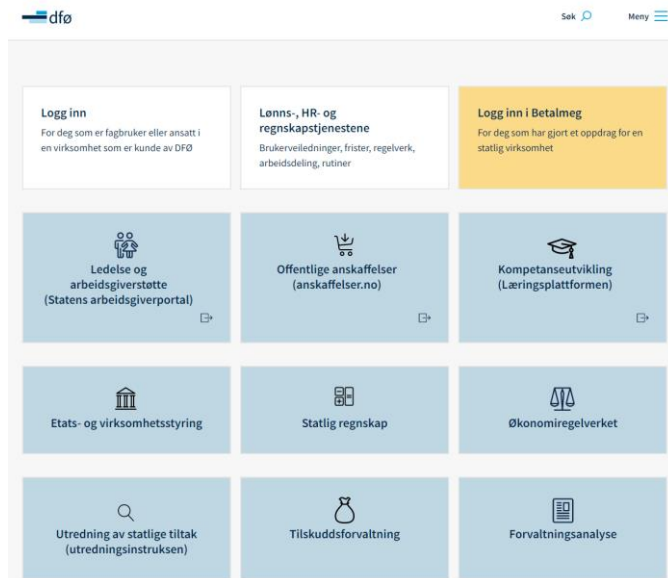 dfø
Søk
Meny
Logg inn
For deg som er fagbruker eller ansatt i
en virksomhet som er kunde av DFØ
Lønns-, HR- og
regnskapstjenestene
Brukerveiledninger, frister, regelverk,
arbeidsdeling, rutiner
Logg inn i Betalmeg
For deg som har gjort et oppdrag for en
statlig virksomhet
Ledelse og
arbeidsgiverstøtte
(Statens arbeidsgiverportal)
Offentlige anskaffelser
(anskaffelser.no)
Kompetanseutvikling
(Læringsplattformen)
Etats- og virksomhetsstyring
Statlig regnskap
Økonomiregelverket
Utredning av statlige tiltak
(utredningsinstruksen)
Tilskuddsforvaltning
Forvaltningsanalyse